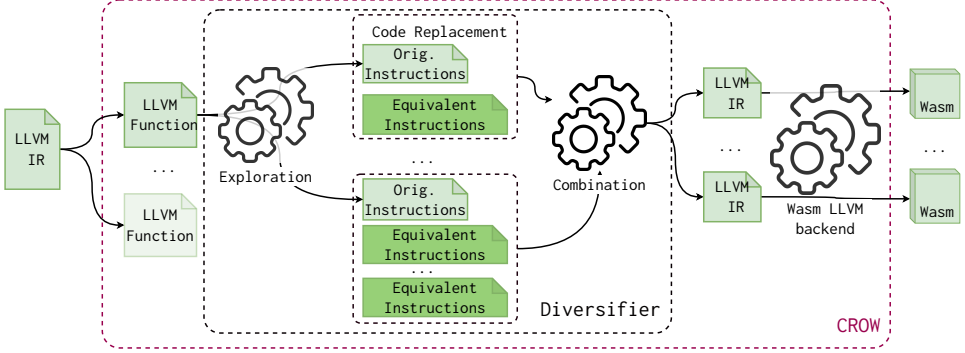 LLVM
IR
LLVM
Function
...
LLVM
Function
Exploration
Code Replacement
Orig.
Instructions
Equivalent
Instructions
...
Orig.
Instructions
Equivalent
Instructions
...
Equivalent
Instructions
Combination
Diversifier
LLVM
IR
...
LLVM
IR
Wasm LLVM
backend
Wasm
...
Wasm
CROW